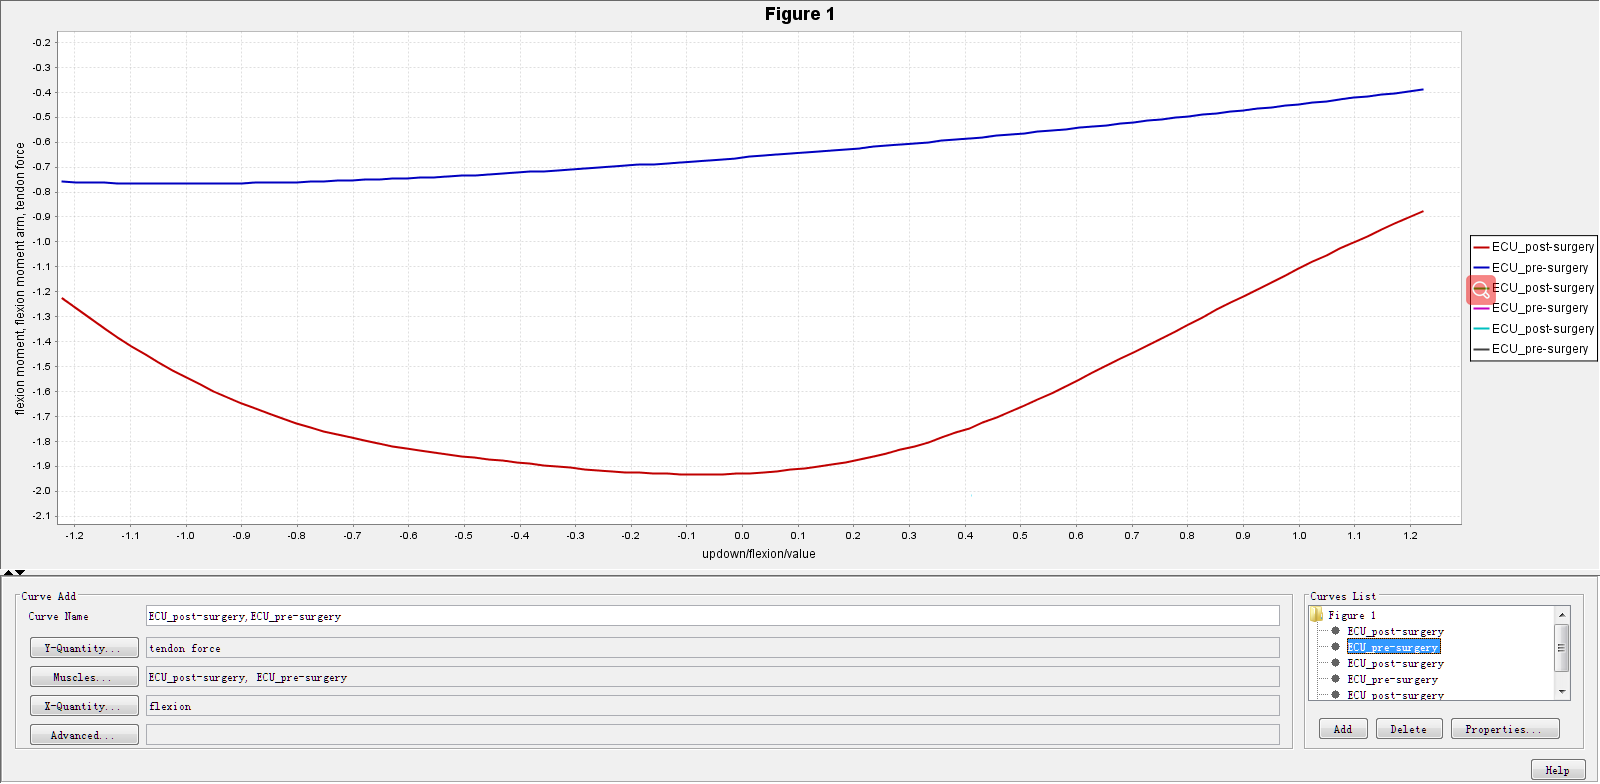 Figure 1
-0.2
-0.3
-0.4
-0.5
-0.6
-0.7
-0.8
-0.9
-1.0
-1.1
-1.2
-1.3
-1.4
-1.5
-1.6
-1.7
-1.8
-1.9
-2.0
-2.1
flexion moment, flexion moment arm, tendon force
-1.2 -1.1 -1.0 -0.9 -0.8 -0.7 -0.6 -0.5 -0.4 -0.3 -0.2 -0.1 0.0 0.1 0.2 0.3 0.4 0.5 0.6 0.7 0.8 0.9 1.0 1.1 1.2
updown/flexion/value
ECU_post-surgery
ECU_pre-surgery
ECU_post-surgery
ECU_pre-surgery
ECU_post-surgery
ECU_pre-surgery
Curve Add
Curve Name ECU_post-surgery,ECU_pre-surgery
Y-Quantity... tendon force
Muscles... ECU_post-surgery, ECU_pre-surgery
X-Quantity... flexion
Advanced...
Curves List
Figure 1
ECU_post-surgery
ECU_pre-surgery
ECU_post-surgery
ECU_pre-surgery
ECU_post-surgery
Add Delete Properties...
Help